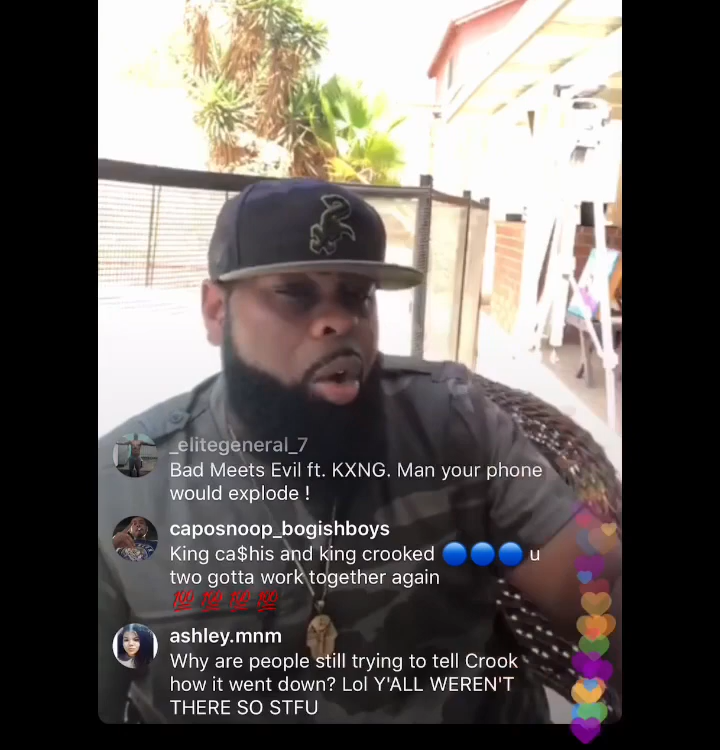 _elitegeneral_7
Bad Meets Evil ft. KXNG. Man your phone
would explode !
caposnoop_bogishboys
King ca$his and king crooked 🔵🔵🔵 u
two gotta work together again
💯 💯 💯 💯
ashley.mnm
Why are people still trying to tell Crook
how it went down? Lol Y'ALL WEREN'T
THERE SO STFU